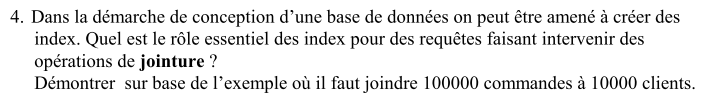 4. Dans la démarche de conception d’une base de données on peut être amené à créer des
index. Quel est le rôle essentiel des index pour des requêtes faisant intervenir des
opérations de jointure ?
Démontrer sur base de l’exemple où il faut joindre 100000 commandes à 10000 clients.